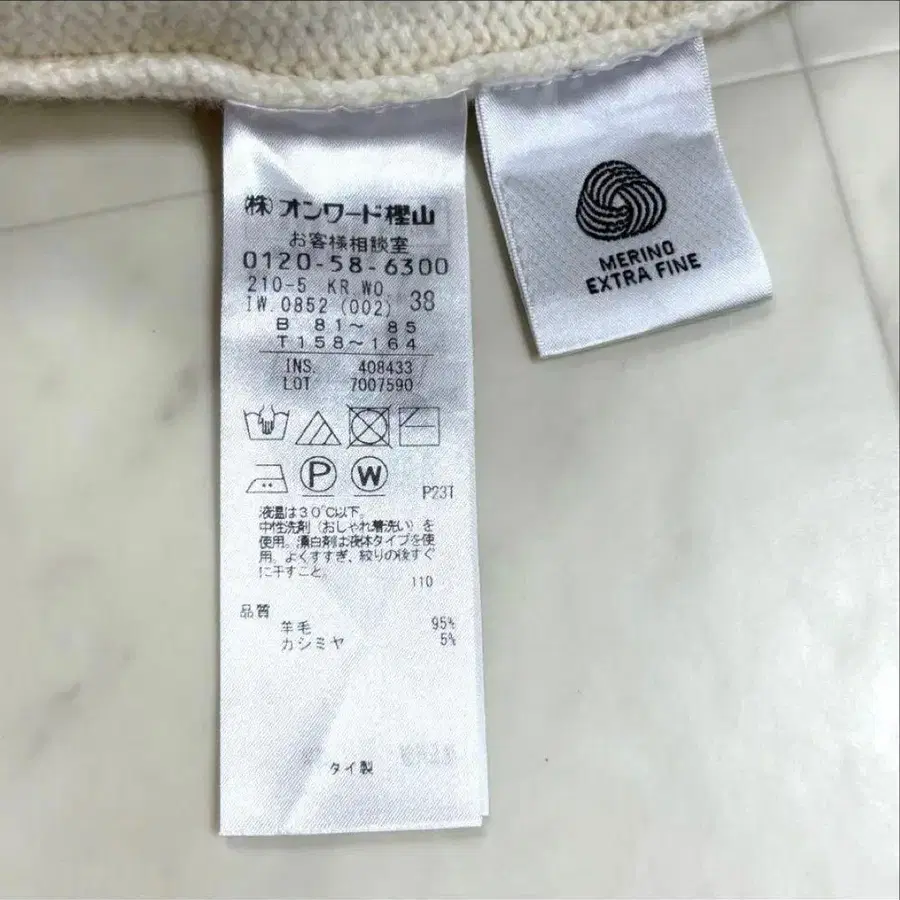 (株)オンワード樫山
お客様相談室
0120-58-6300
210-5 KR WO
IW.0852 (002) 38
B 81～ 85
T158～164
INS. 408433
LOT 7007590
P
W
P23T
液温は30℃以下。
中性洗剤(おしゃれ着洗い)を
使用。漂白剤は液体タイプを使
用。よくすすぎ、絞りの後すぐ
に干すこと。
110
品質
羊毛 95%
カシミヤ 5%
タイ製
MERINO
EXTRA FINE